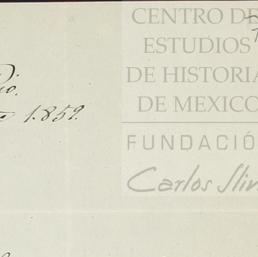 CENTRO DE
ESTUDIOS
DE HISTORIA
DE MEXICO
FUNDACIÓ
Carlos Sli
1859.